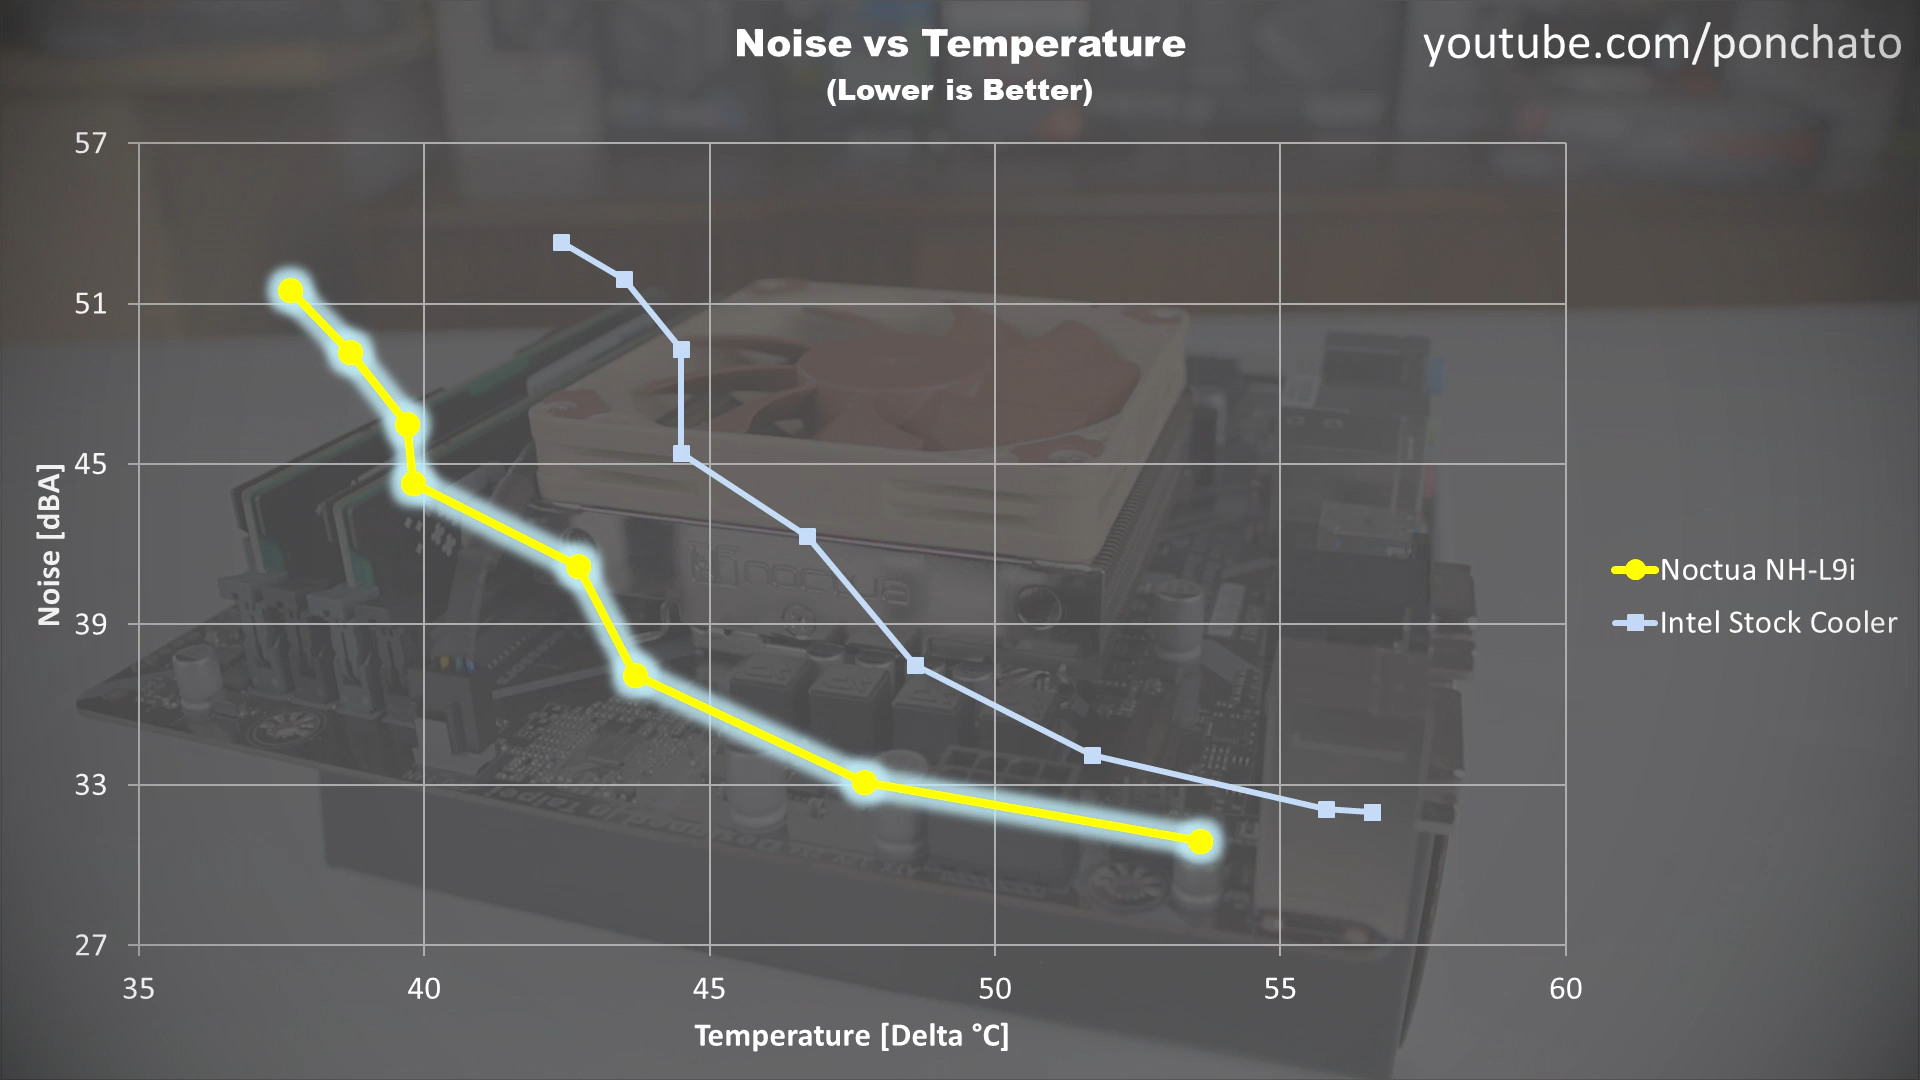 Noise vs Temperature
(Lower is Better)
youtube.com/ponchato
57
51
45
39
33
27
Noise [dBA]
35
40
45
50
55
60
Temperature [Delta °C]
Noctua NH-L9i
Intel Stock Cooler
noctua